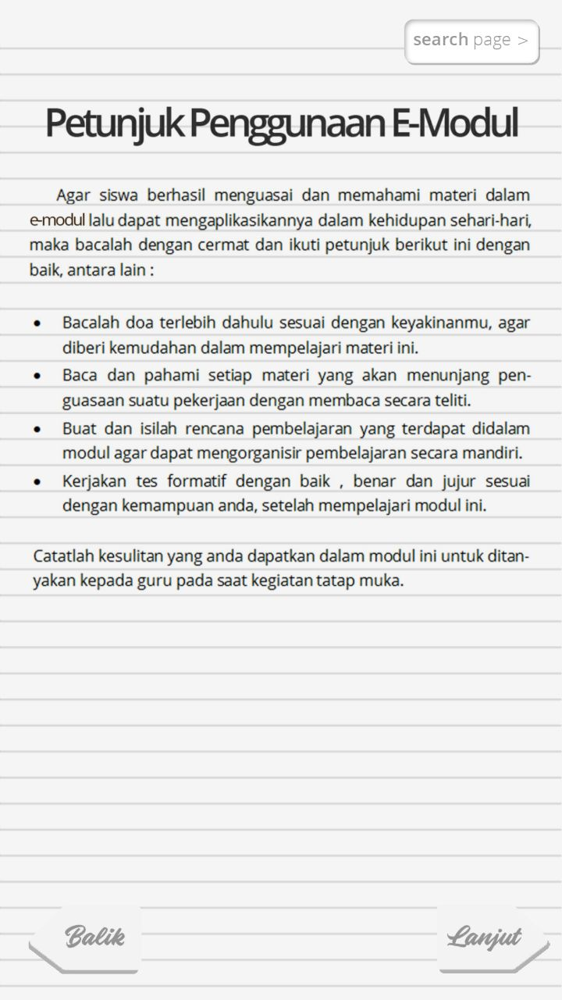 search page >
Petunjuk Penggunaan E-Modul
Agar siswa berhasil menguasai dan memahami materi dalam
e-modul lalu dapat mengaplikasikannya dalam kehidupan sehari-hari,
maka bacalah dengan cermat dan ikuti petunjuk berikut ini dengan
baik, antara lain :
• Bacalah doa terlebih dahulu sesuai dengan keyakinanmu, agar
diberi kemudahan dalam mempelajari materi ini.
• Baca dan pahami setiap materi yang akan menunjang pen-
guasaan suatu pekerjaan dengan membaca secara teliti.
• Buat dan isilah rencana pembelajaran yang terdapat didalam
modul agar dapat mengorganisir pembelajaran secara mandiri.
• Kerjakan tes formatif dengan baik , benar dan jujur sesuai
dengan kemampuan anda, setelah mempelajari modul ini.
Catatlah kesulitan yang anda dapatkan dalam modul ini untuk ditan-
yakan kepada guru pada saat kegiatan tatap muka.
Balik
Lanjut